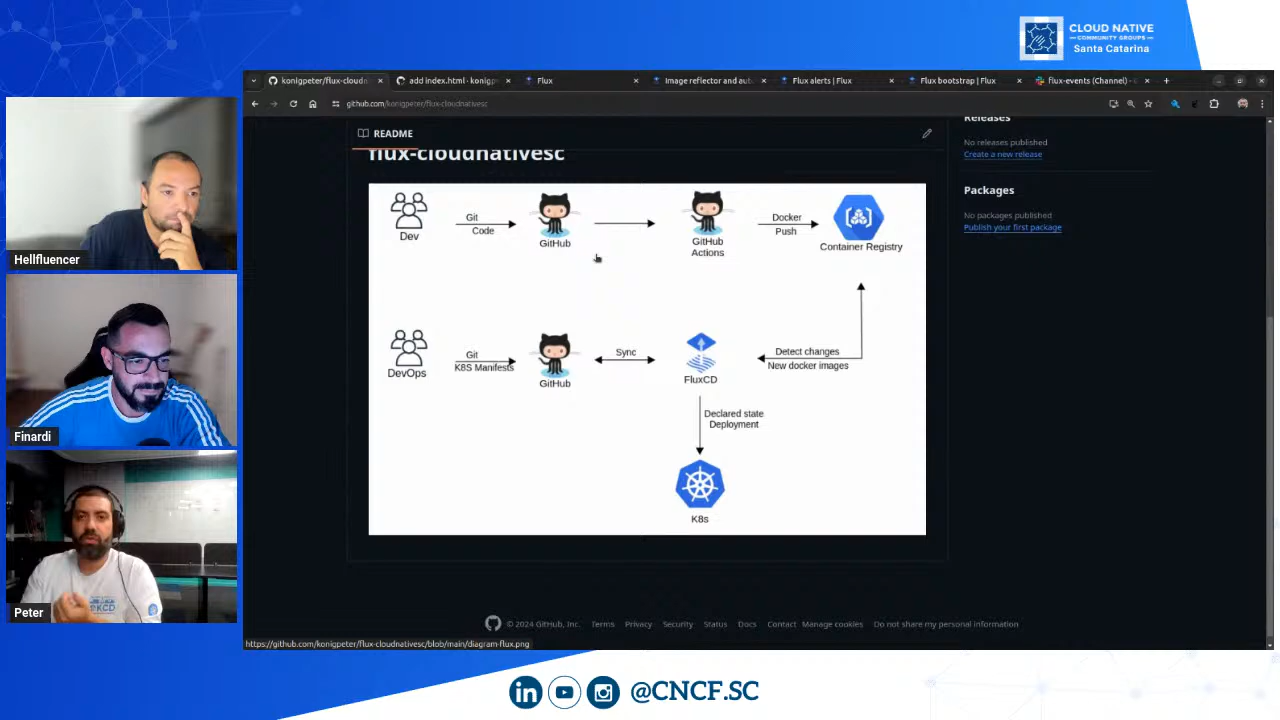 CLOUD NATIVE
COMMUNITY GROUPS
Santa Catarina
konigpeter/flux-cloudn
add index.html · konigp
Flux
Image reflector and aut
Flux alerts | Flux
Flux bootstrap | Flux
flux-events (Channel) -
github.com/konigpeter/flux-cloudnativesc
README
flux-cloudnativesc
Releases
No releases published
Create a new release
Packages
No packages published
Publish your first package
Dev
Git
Code
GitHub
GitHub
Actions
Docker
Push
Container Registry
DevOps
Git
K8S Manifests
GitHub
Sync
FluxCD
Detect changes
New docker images
Declared state
Deployment
K8s
Hellfluencer
Finardi
Peter
KCD
© 2024 GitHub, Inc. Terms Privacy Security Status Docs Contact Manage cookies Do not share my personal information
https://github.com/konigpeter/flux-cloudnativesc/blob/main/diagram-flux.png
in
@CNCF.SC